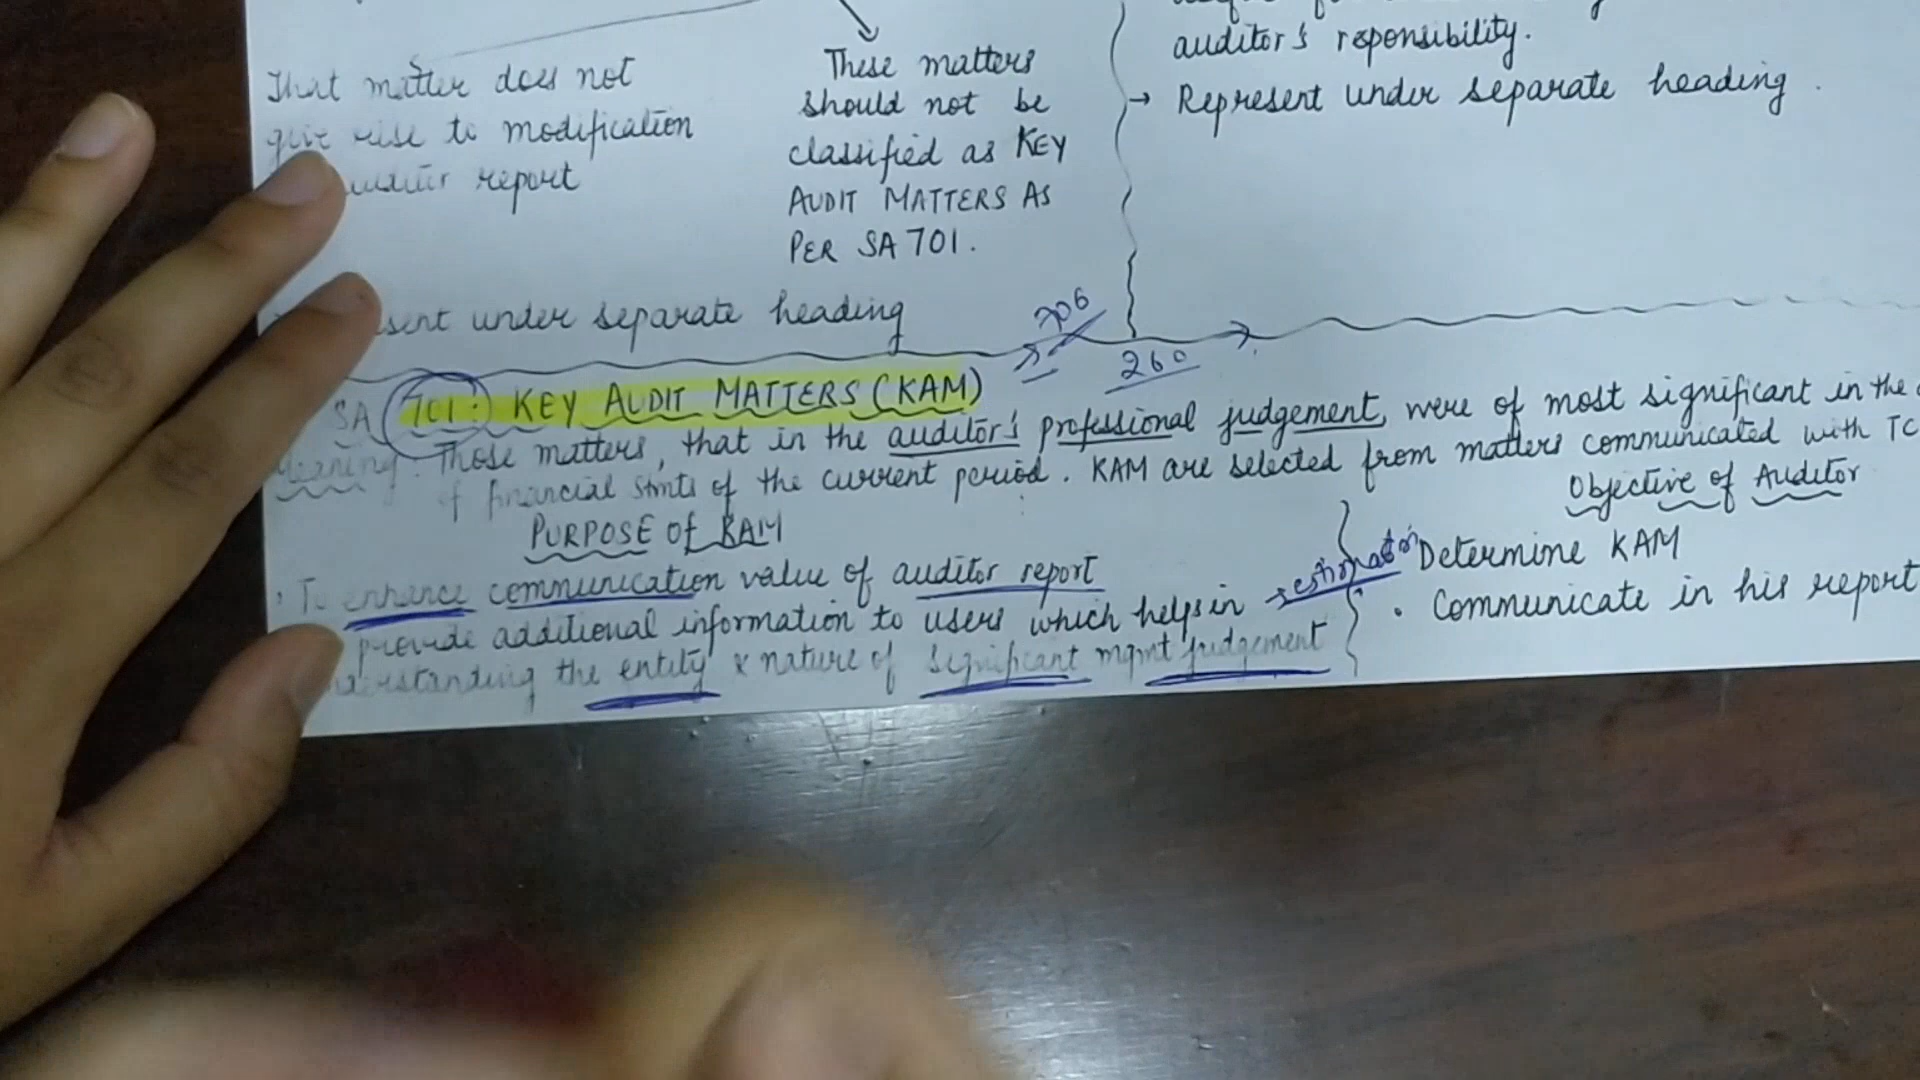 That matter does not
give rise to modification
auditor report
These matters
should not be
classified as KEY
AUDIT MATTERS AS
PER SA 701.
auditor's reponsibility.
→ Represent under separate heading.
sent under separate heading
706
260
SA 701: KEY AUDIT MATTERS (KAM)
Meaning: Those matters, that in the auditor's professional judgement, were of most significant in the
of financial stmts of the current period. KAM are selected from matters communicated with TC
PURPOSE OF KAM
• To enhance communication value of auditor report
provide additional information to users which helps in → estimation
understanding the entity & nature of significant mgmt judgement
Objective of Auditor
Determine KAM
• Communicate in his report